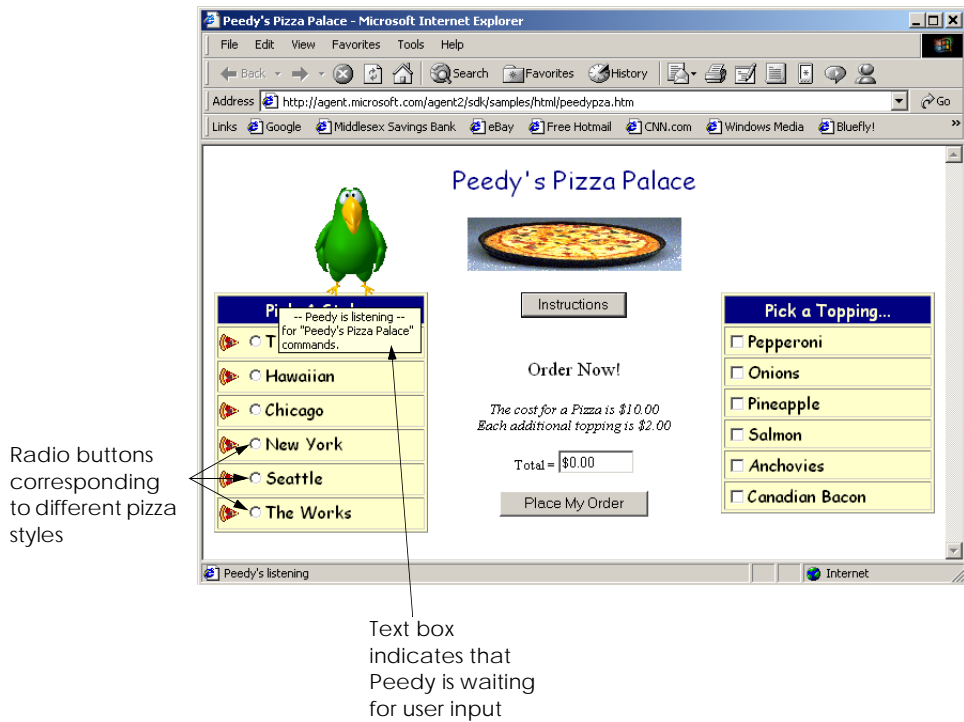 Peedy's Pizza Palace - Microsoft Internet Explorer
File Edit View Favorites Tools Help
Back Search Favorites History
Address http://agent.microsoft.com/agent2/sdk/samples/html/peedypza.htm Go
Links Google Middlesex Savings Bank eBay Free Hotmail CNN.com Windows Media Bluefly! »
Peedy's Pizza Palace
-- Peedy is listening --
for "Peedy's Pizza Palace"
commands.
Hawaiian
Chicago
New York
Seattle
The Works
Instructions
Order Now!
The cost for a Pizza is $10.00
Each additional topping is $2.00
Total = $0.00
Place My Order
Pick a Topping...
Pepperoni
Onions
Pineapple
Salmon
Anchovies
Canadian Bacon
Peedy's listening Internet
Radio buttons
corresponding
to different pizza
styles
Text box
indicates that
Peedy is waiting
for user input